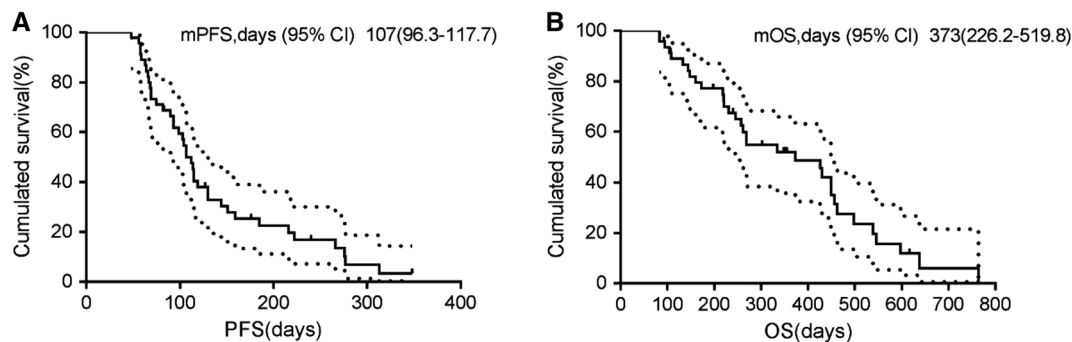 A
mPFS,days (95% CI) 107(96.3-117.7)
Cumulated survival(%)
100
80
60
40
20
0
0 100 200 300 400
PFS(days)
B
mOS,days (95% CI) 373(226.2-519.8)
Cumulated survival(%)
100
80
60
40
20
0
0 100 200 300 400 500 600 700 800
OS(days)